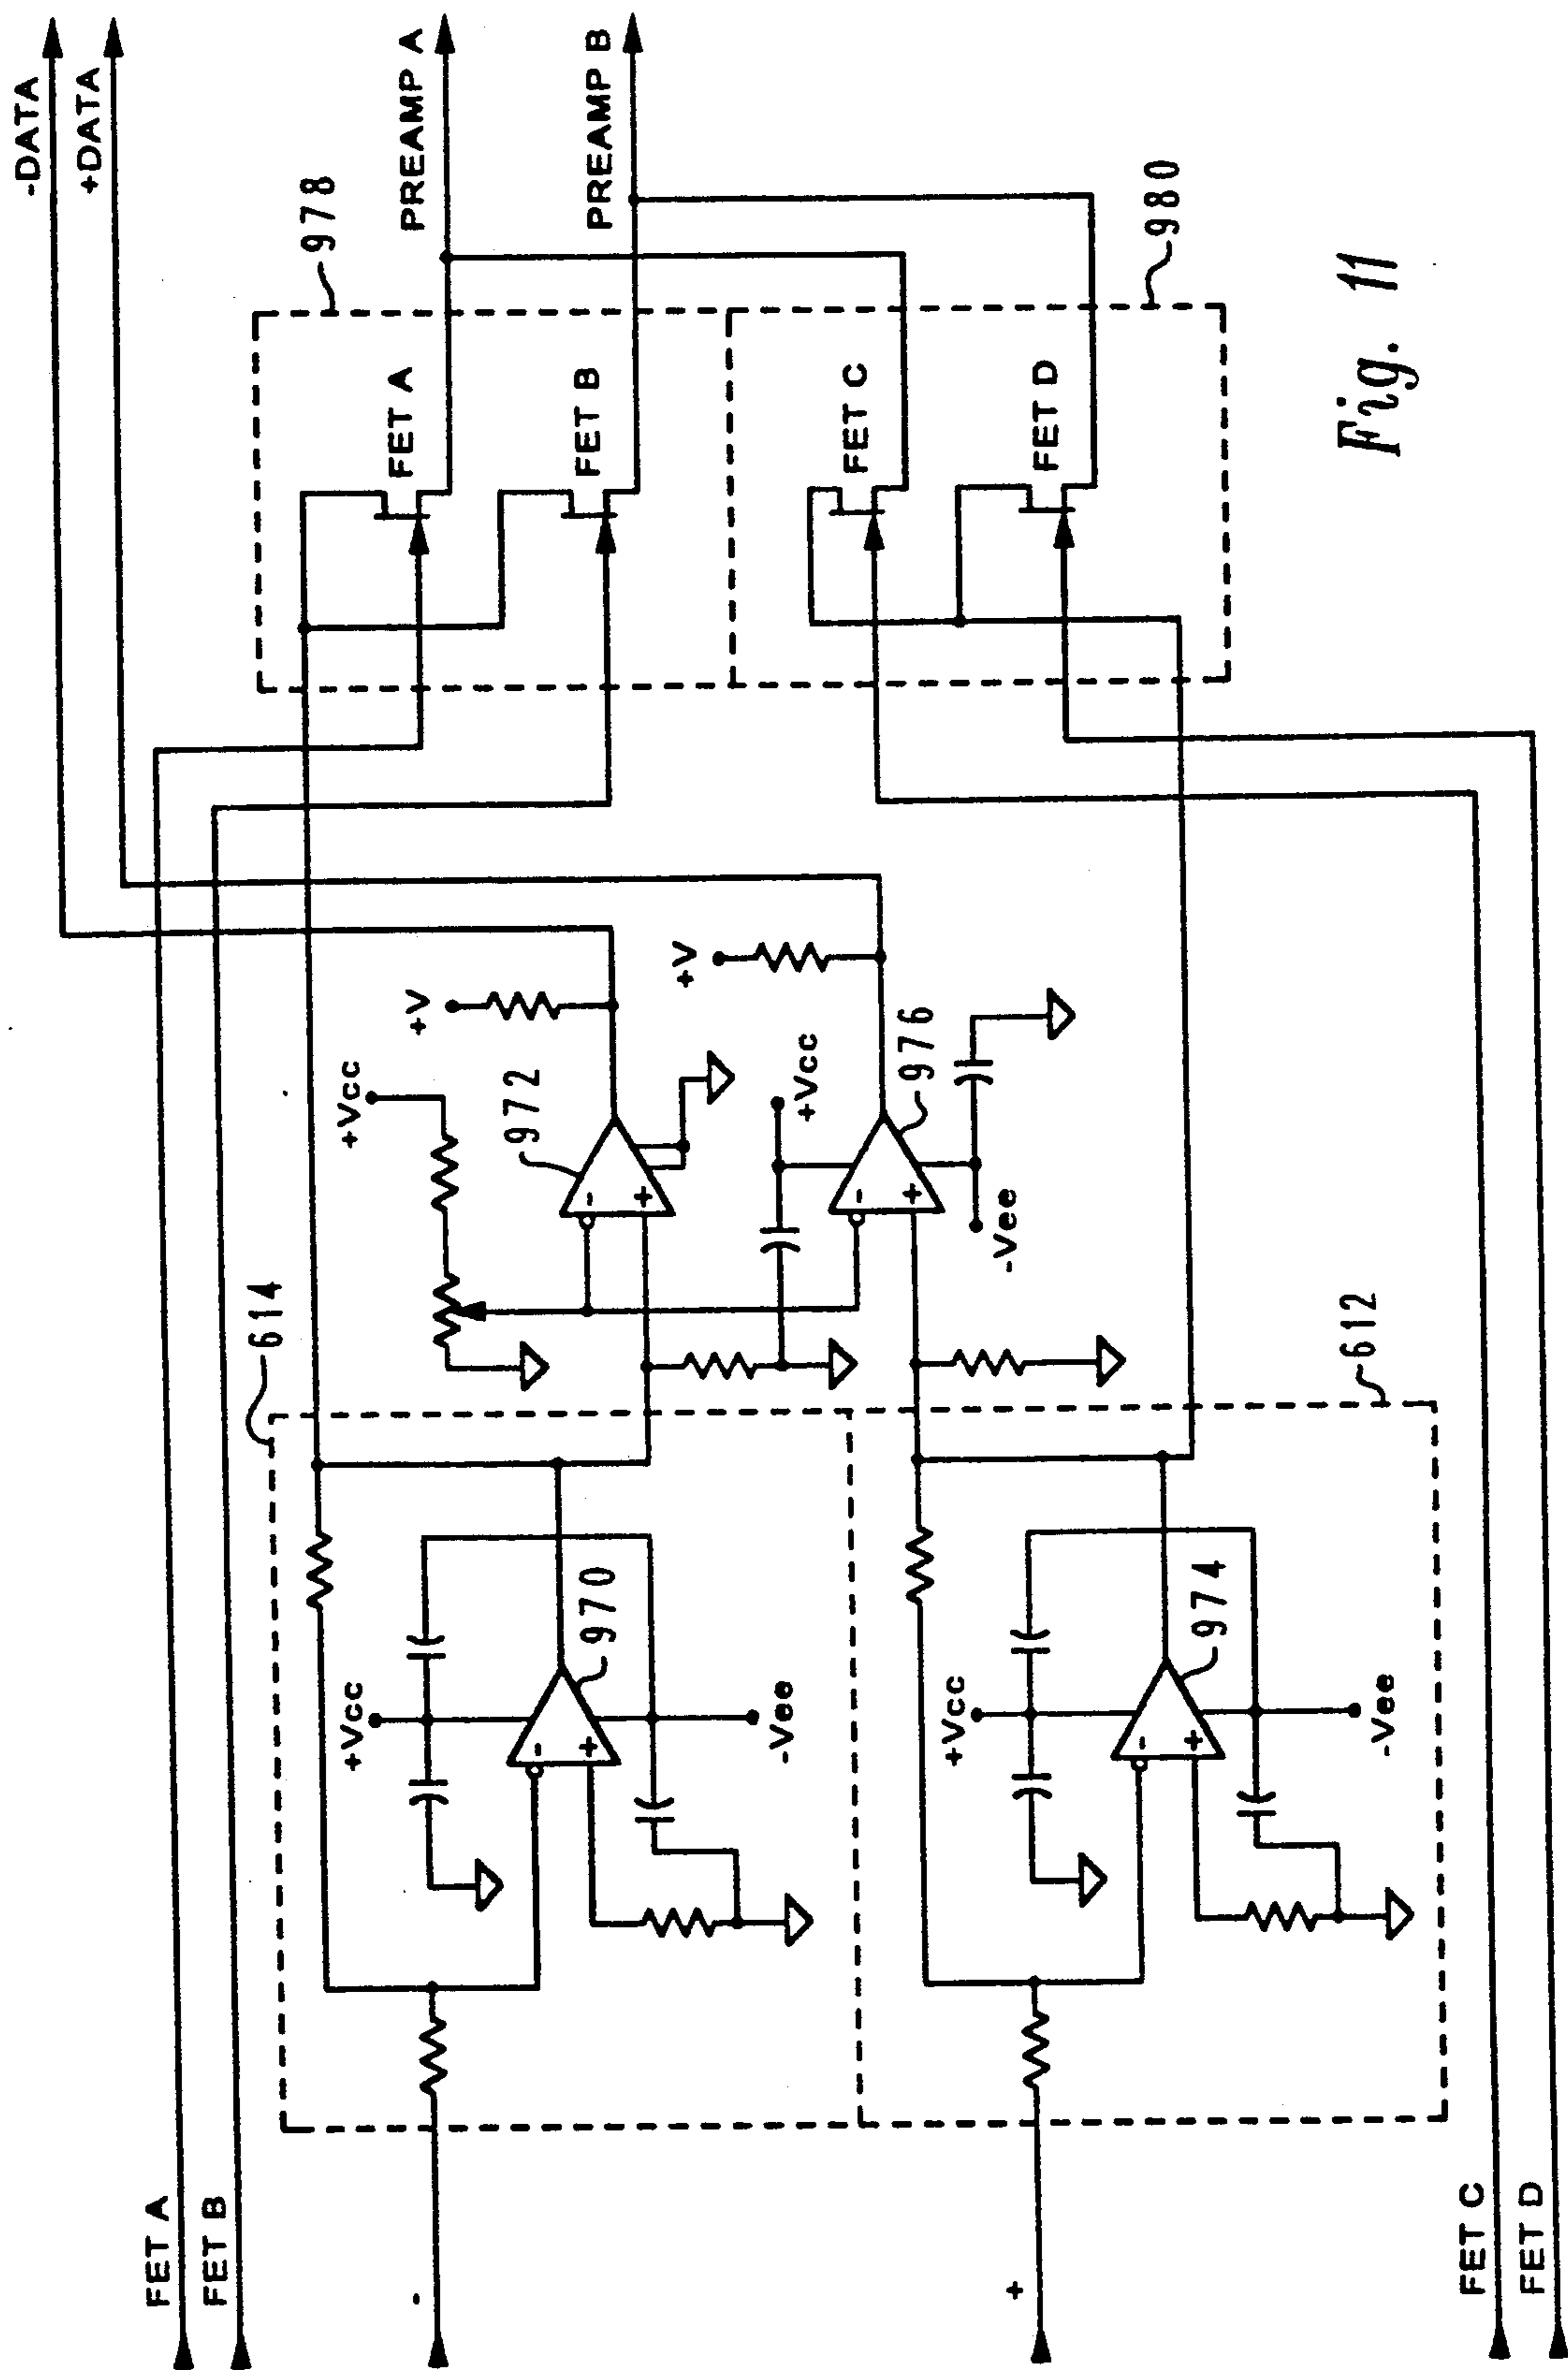 -DATA
+DATA
PREAMP A
PREAMP B
978
980
FET A
FET B
FET C
FET D
+V
+V
+Vcc
972
+Vcc
976
-Vee
614
612
+Vcc
970
-Vee
+Vcc
974
-Vee
-
+
-
+
-
+
-
+
FET A
FET B
-
+
FET C
FET D
Fig. 11